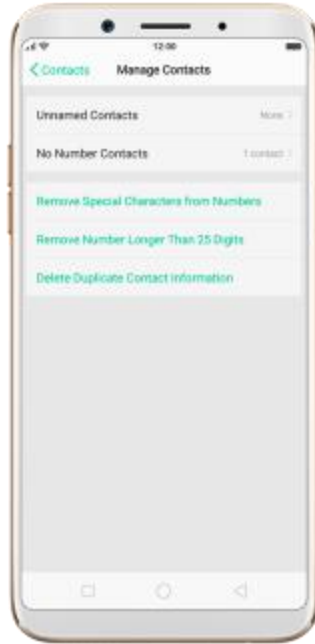 12:00
Contacts Manage Contacts
Unnamed Contacts None
No Number Contacts 1 contact
Remove Special Characters from Numbers
Remove Number Longer Than 25 Digits
Delete Duplicate Contact Information